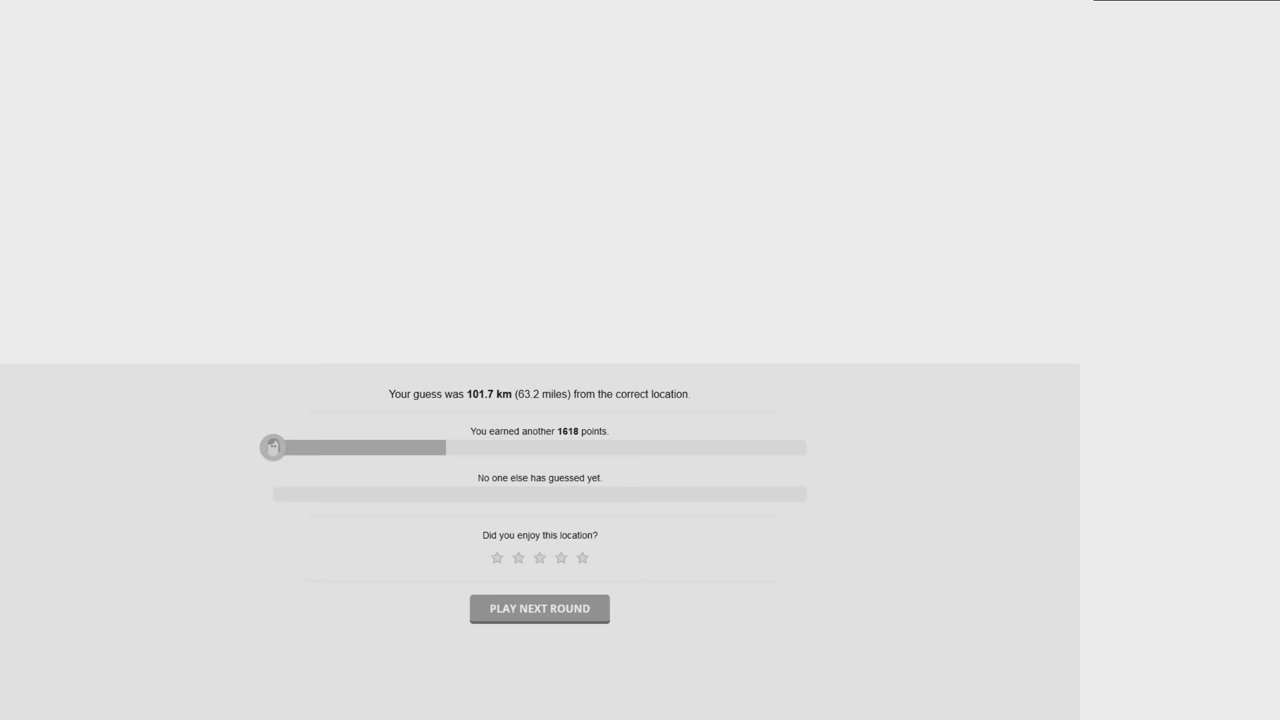 Your guess was 101.7 km (63.2 miles) from the correct location.
You earned another 1618 points.
No one else has guessed yet.
Did you enjoy this location?
PLAY NEXT ROUND